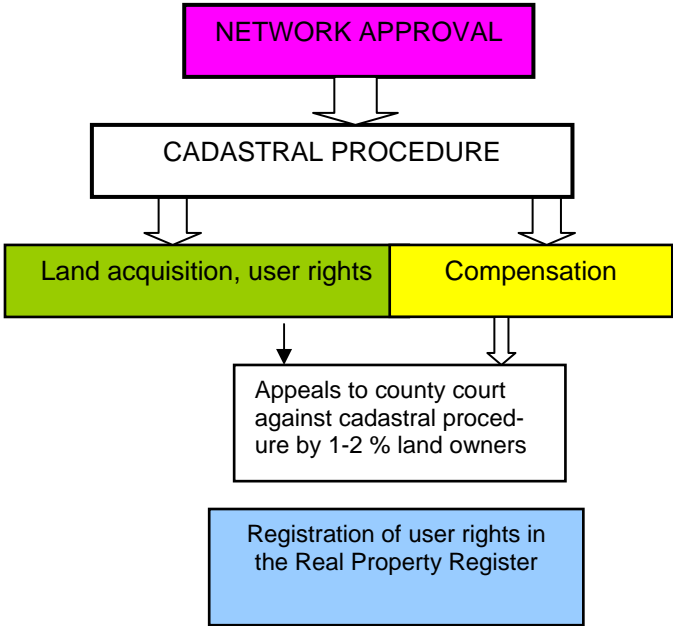 NETWORK APPROVAL
CADASTRAL PROCEDURE
Land acquisition, user rights
Compensation
Appeals to county court
against cadastral proced-
ure by 1-2 % land owners
Registration of user rights in
the Real Property Register